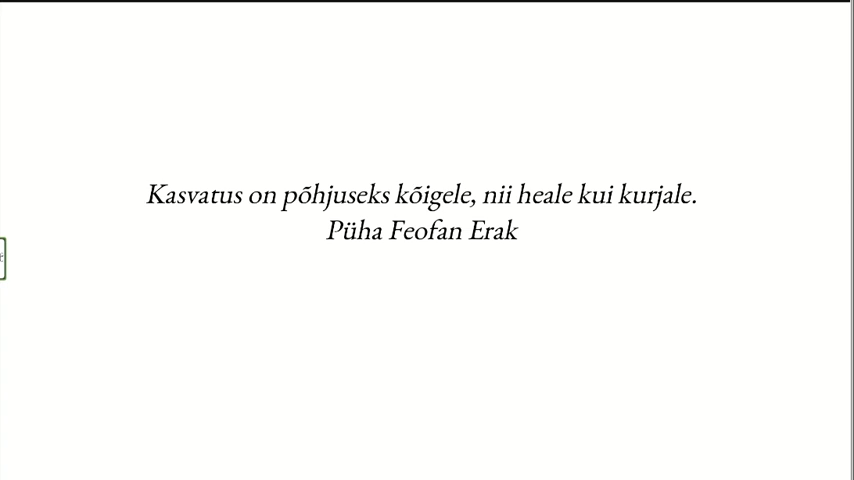 Kasvatus on põhjuseks kõigele, nii heale kui kurjale.
Püha Feofan Erak